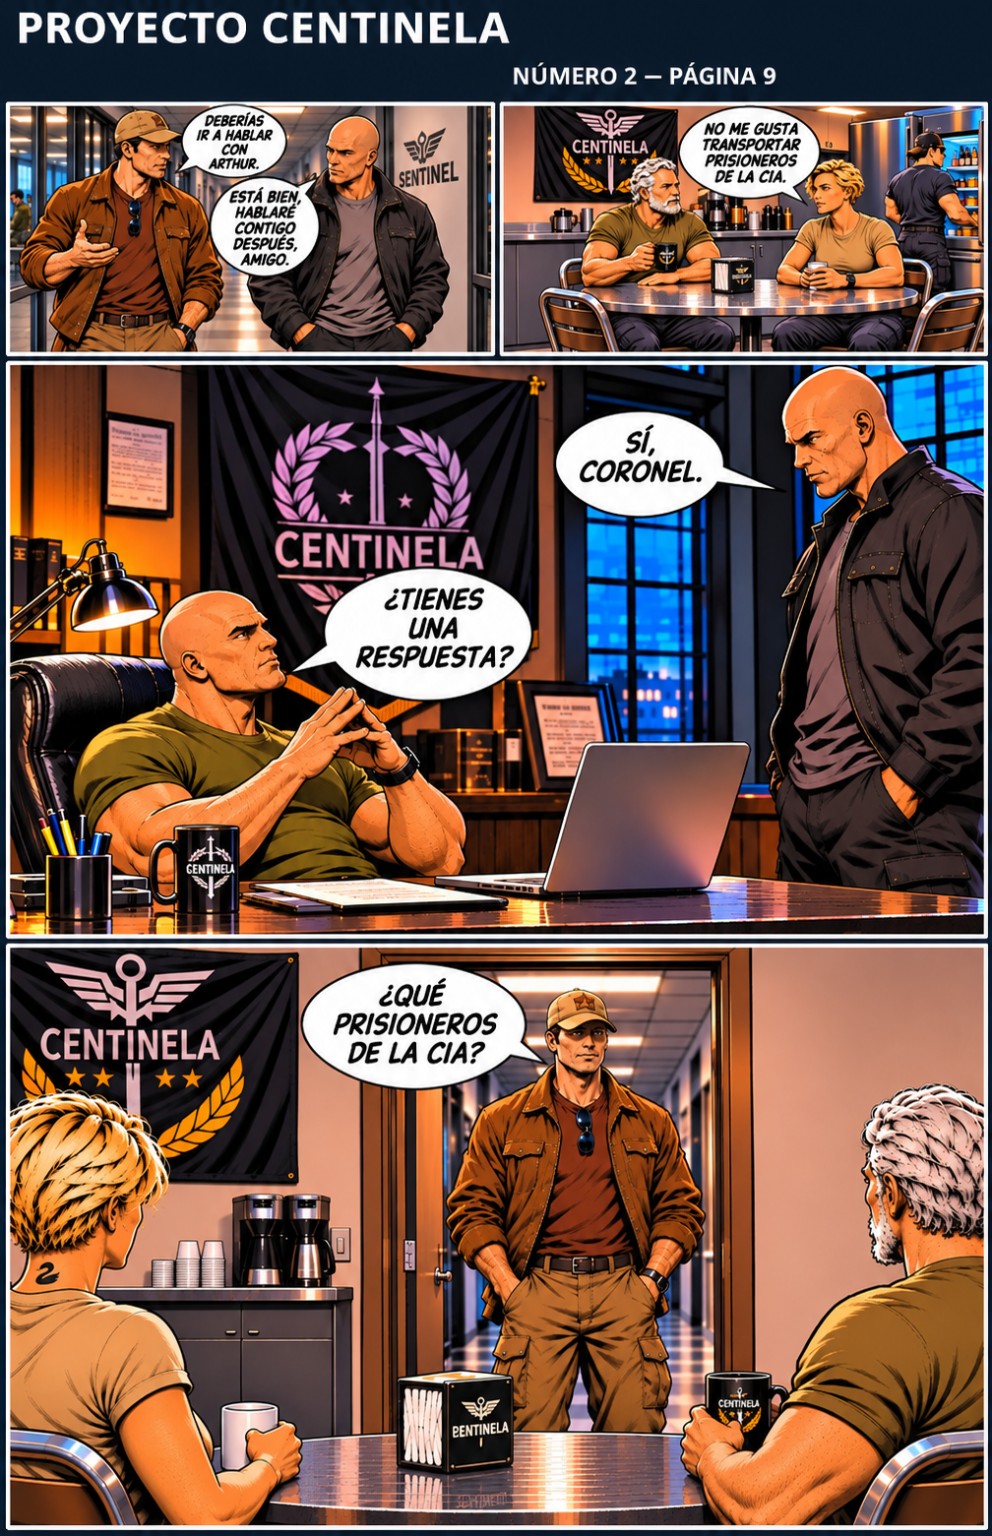 PROYECTO CENTINELA
NÚMERO 2 — PÁGINA 9
DEBERÍAS
IR A HABLAR
CON
ARTHUR.
ESTÁ BIEN,
HABLARÉ
CONTIGO
DESPUÉS,
AMIGO.
SENTINEL
CENTINELA
NO ME GUSTA
TRANSPORTAR
PRISIONEROS
DE LA CIA.
CENTINELA
SÍ,
CORONEL.
¿TIENES
UNA
RESPUESTA?
CENTINELA
CENTINELA
¿QUÉ
PRISIONEROS
DE LA CIA?
CENTINELA
CENTINELA